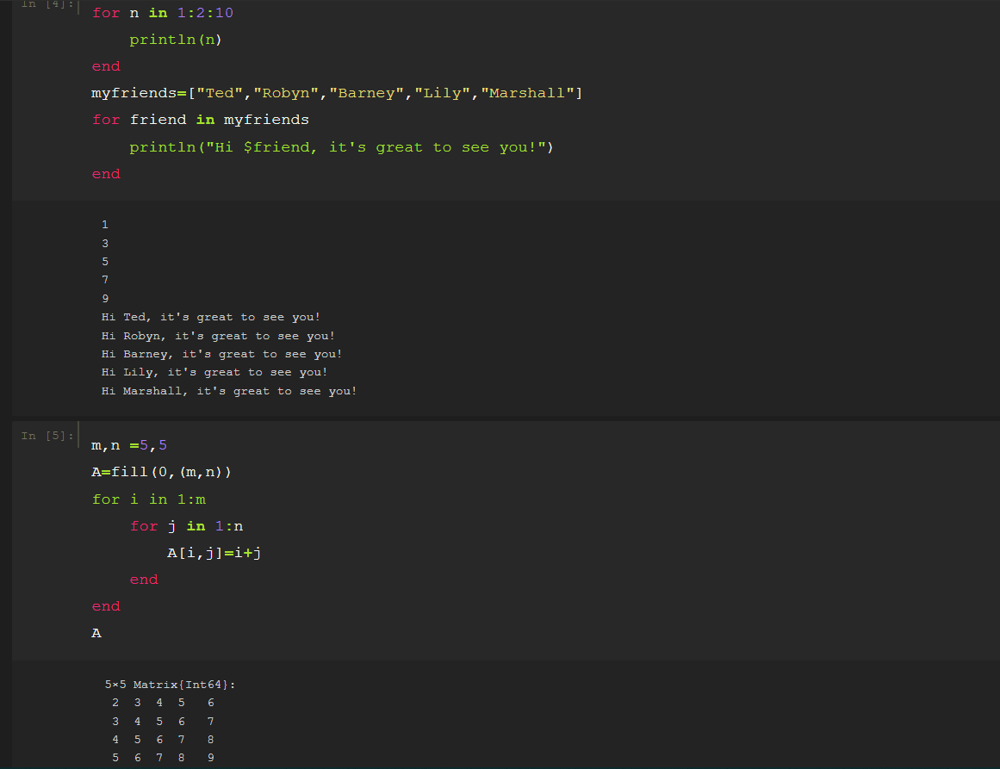 In [4]:
for n in 1:2:10
    println(n)
end
myfriends=["Ted","Robyn","Barney","Lily","Marshall"]
for friend in myfriends
    println("Hi $friend, it's great to see you!")
end
1
3
5
7
9
Hi Ted, it's great to see you!
Hi Robyn, it's great to see you!
Hi Barney, it's great to see you!
Hi Lily, it's great to see you!
Hi Marshall, it's great to see you!
In [5]:
m,n =5,5
A=fill(0,(m,n))
for i in 1:m
    for j in 1:n
        A[i,j]=i+j
    end
end
A
5×5 Matrix{Int64}:
 2  3  4  5   6
 3  4  5  6   7
 4  5  6  7   8
 5  6  7  8   9